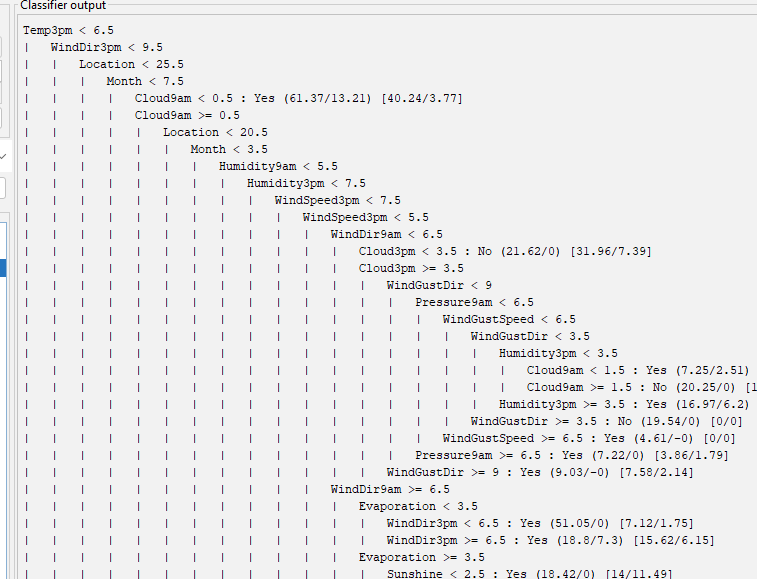 Classifier output
Temp3pm < 6.5
|   WindDir3pm < 9.5
|   |   Location < 25.5
|   |   |   Month < 7.5
|   |   |   |   Cloud9am < 0.5 : Yes (61.37/13.21) [40.24/3.77]
|   |   |   |   Cloud9am >= 0.5
|   |   |   |   |   Location < 20.5
|   |   |   |   |   |   Month < 3.5
|   |   |   |   |   |   |   Humidity9am < 5.5
|   |   |   |   |   |   |   |   Humidity3pm < 7.5
|   |   |   |   |   |   |   |   |   WindSpeed3pm < 7.5
|   |   |   |   |   |   |   |   |   |   WindSpeed3pm < 5.5
|   |   |   |   |   |   |   |   |   |   |   WindDir9am < 6.5
|   |   |   |   |   |   |   |   |   |   |   |   Cloud3pm < 3.5 : No (21.62/0) [31.96/7.39]
|   |   |   |   |   |   |   |   |   |   |   |   Cloud3pm >= 3.5
|   |   |   |   |   |   |   |   |   |   |   |   |   WindGustDir < 9
|   |   |   |   |   |   |   |   |   |   |   |   |   |   Pressure9am < 6.5
|   |   |   |   |   |   |   |   |   |   |   |   |   |   |   WindGustSpeed < 6.5
|   |   |   |   |   |   |   |   |   |   |   |   |   |   |   |   WindGustDir < 3.5
|   |   |   |   |   |   |   |   |   |   |   |   |   |   |   |   |   Humidity3pm < 3.5
|   |   |   |   |   |   |   |   |   |   |   |   |   |   |   |   |   |   Cloud9am < 1.5 : Yes (7.25/2.51)
|   |   |   |   |   |   |   |   |   |   |   |   |   |   |   |   |   |   Cloud9am >= 1.5 : No (20.25/0) [1
|   |   |   |   |   |   |   |   |   |   |   |   |   |   |   |   |   Humidity3pm >= 3.5 : Yes (16.97/6.2)
|   |   |   |   |   |   |   |   |   |   |   |   |   |   |   |   WindGustDir >= 3.5 : No (19.54/0) [0/0]
|   |   |   |   |   |   |   |   |   |   |   |   |   |   |   WindGustSpeed >= 6.5 : Yes (4.61/-0) [0/0]
|   |   |   |   |   |   |   |   |   |   |   |   |   |   Pressure9am >= 6.5 : Yes (7.22/0) [3.86/1.79]
|   |   |   |   |   |   |   |   |   |   |   |   |   WindGustDir >= 9 : Yes (9.03/-0) [7.58/2.14]
|   |   |   |   |   |   |   |   |   |   |   WindDir9am >= 6.5
|   |   |   |   |   |   |   |   |   |   |   |   Evaporation < 3.5
|   |   |   |   |   |   |   |   |   |   |   |   |   WindDir3pm < 6.5 : Yes (51.05/0) [7.12/1.75]
|   |   |   |   |   |   |   |   |   |   |   |   |   WindDir3pm >= 6.5 : Yes (18.8/7.3) [15.62/6.15]
|   |   |   |   |   |   |   |   |   |   |   |   Evaporation >= 3.5
|   |   |   |   |   |   |   |   |   |   |   |   |   Sunshine < 2.5 : Yes (18.42/0) [14/11.49]